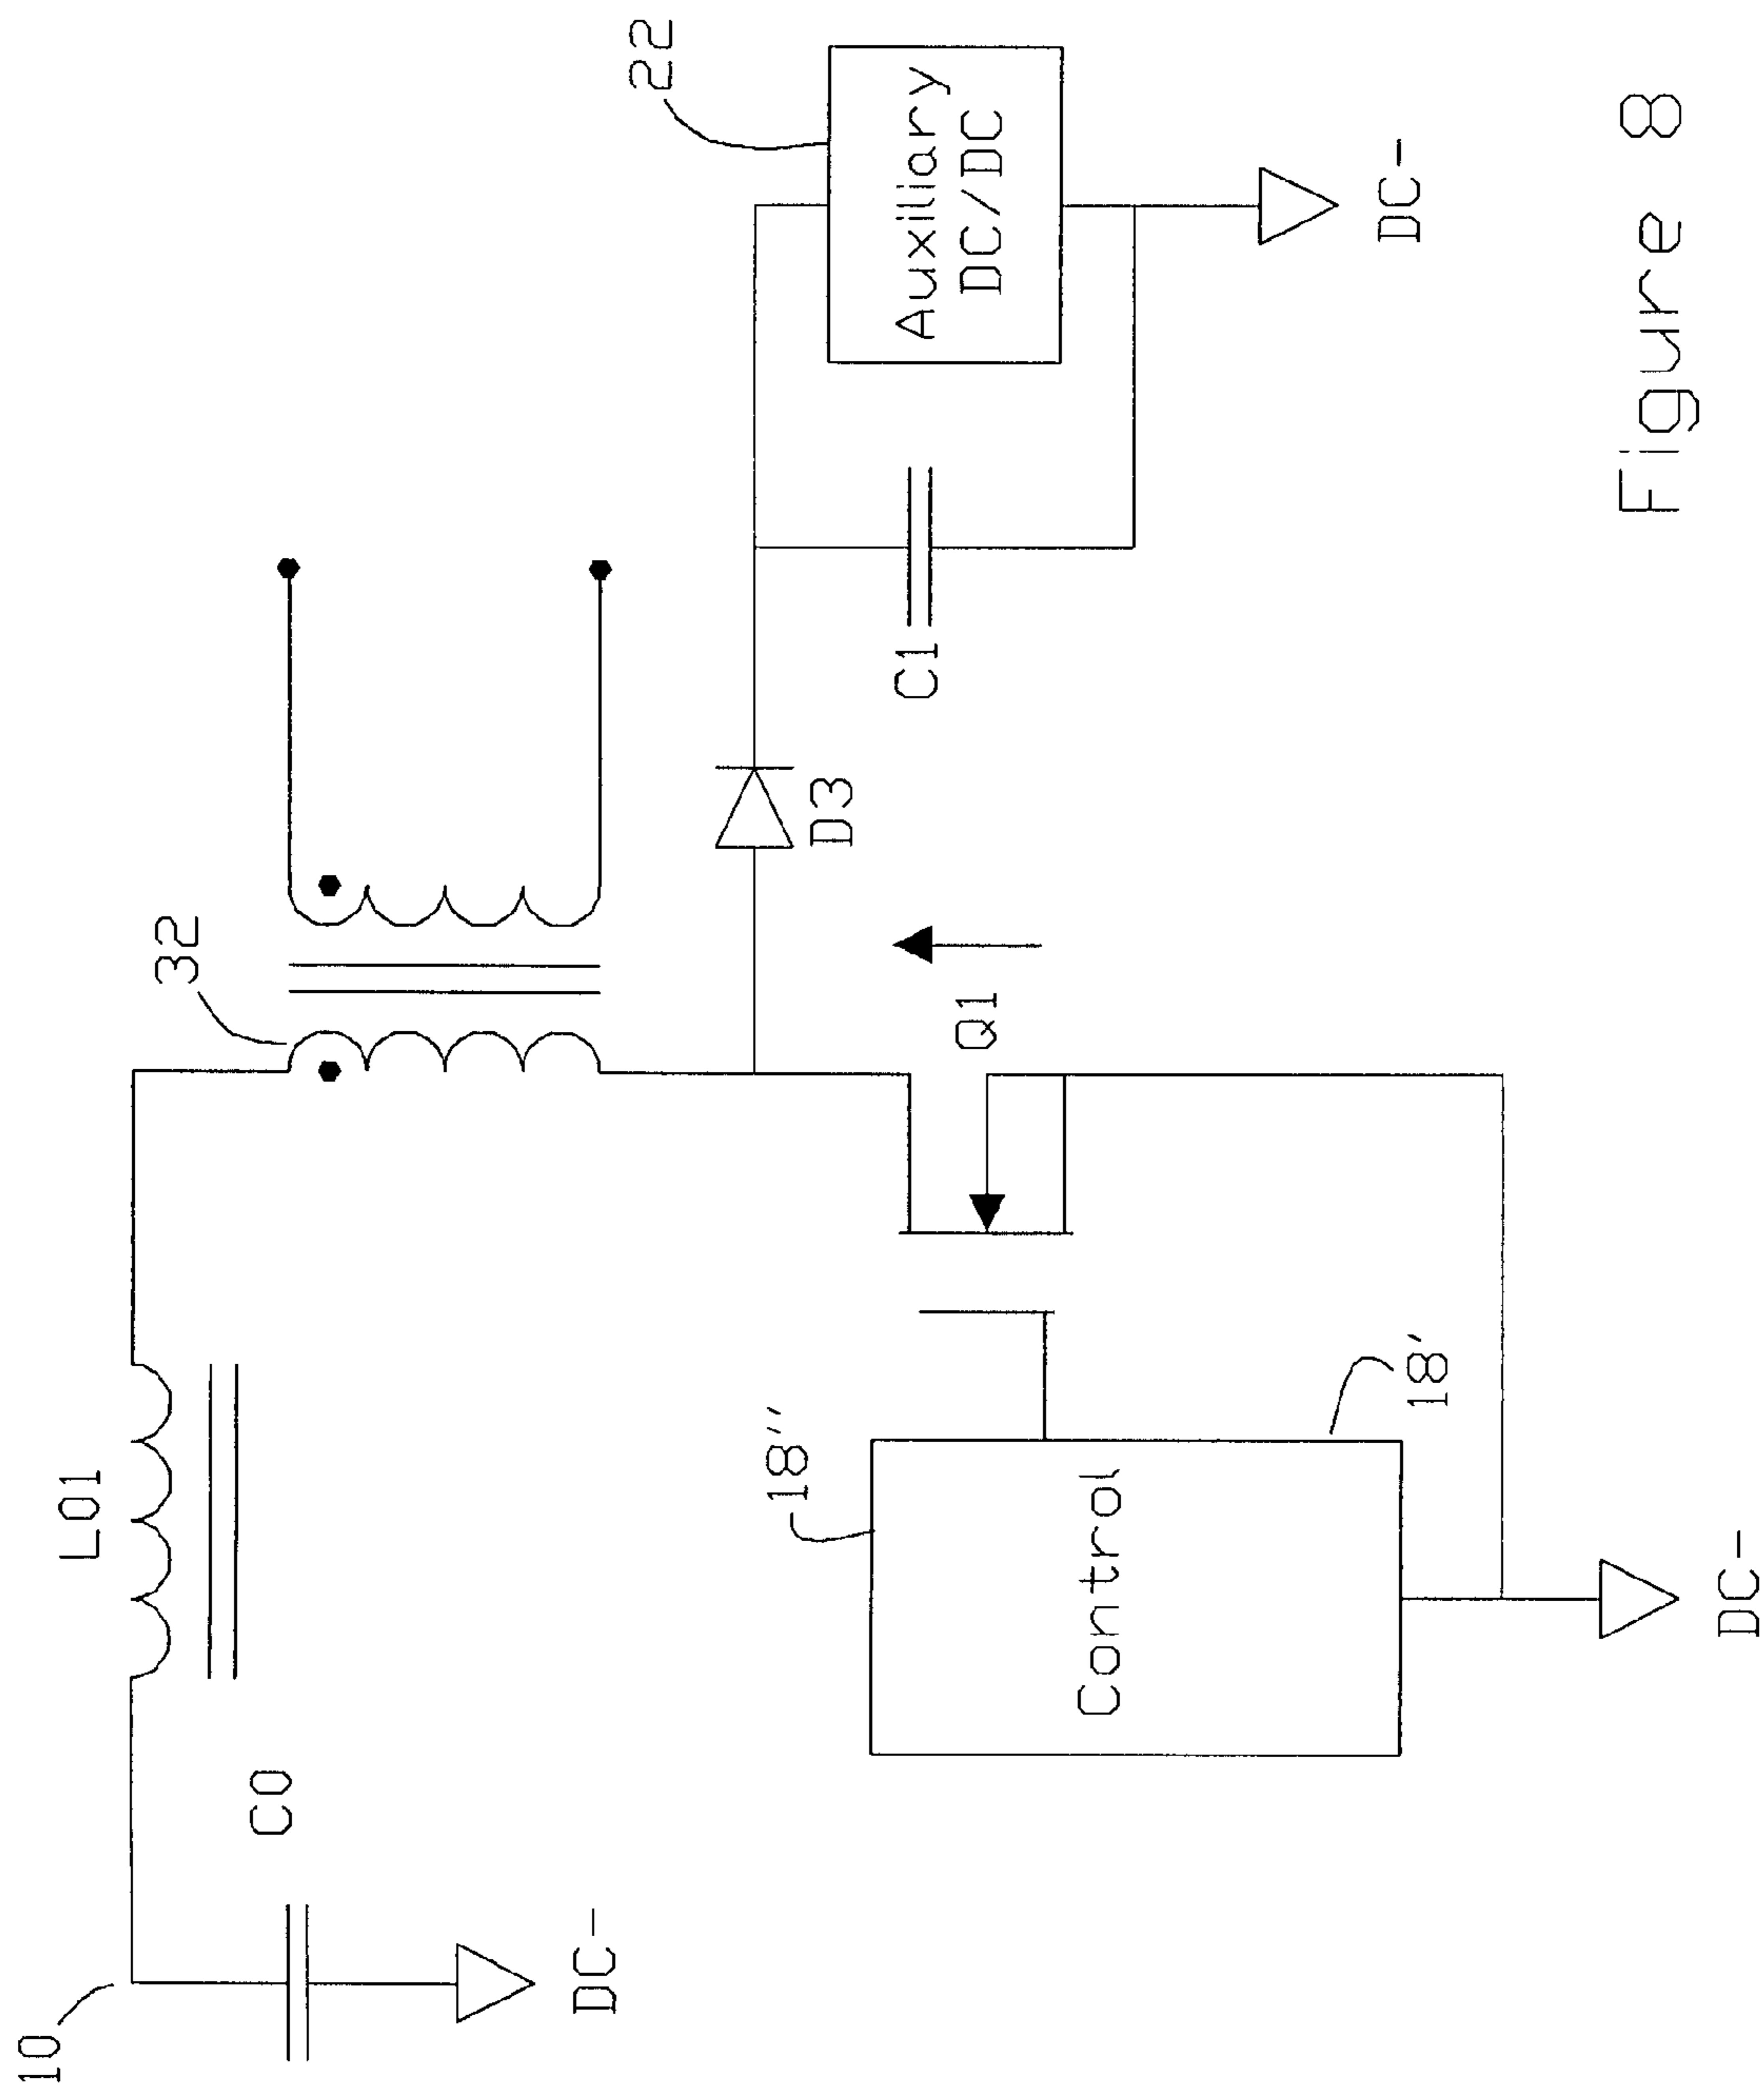 10
C0
DC-
L01
32
18''
Control
18'
DC-
Q1
D3
C1
22
Auxiliary
DC/DC
DC-
Figure 8